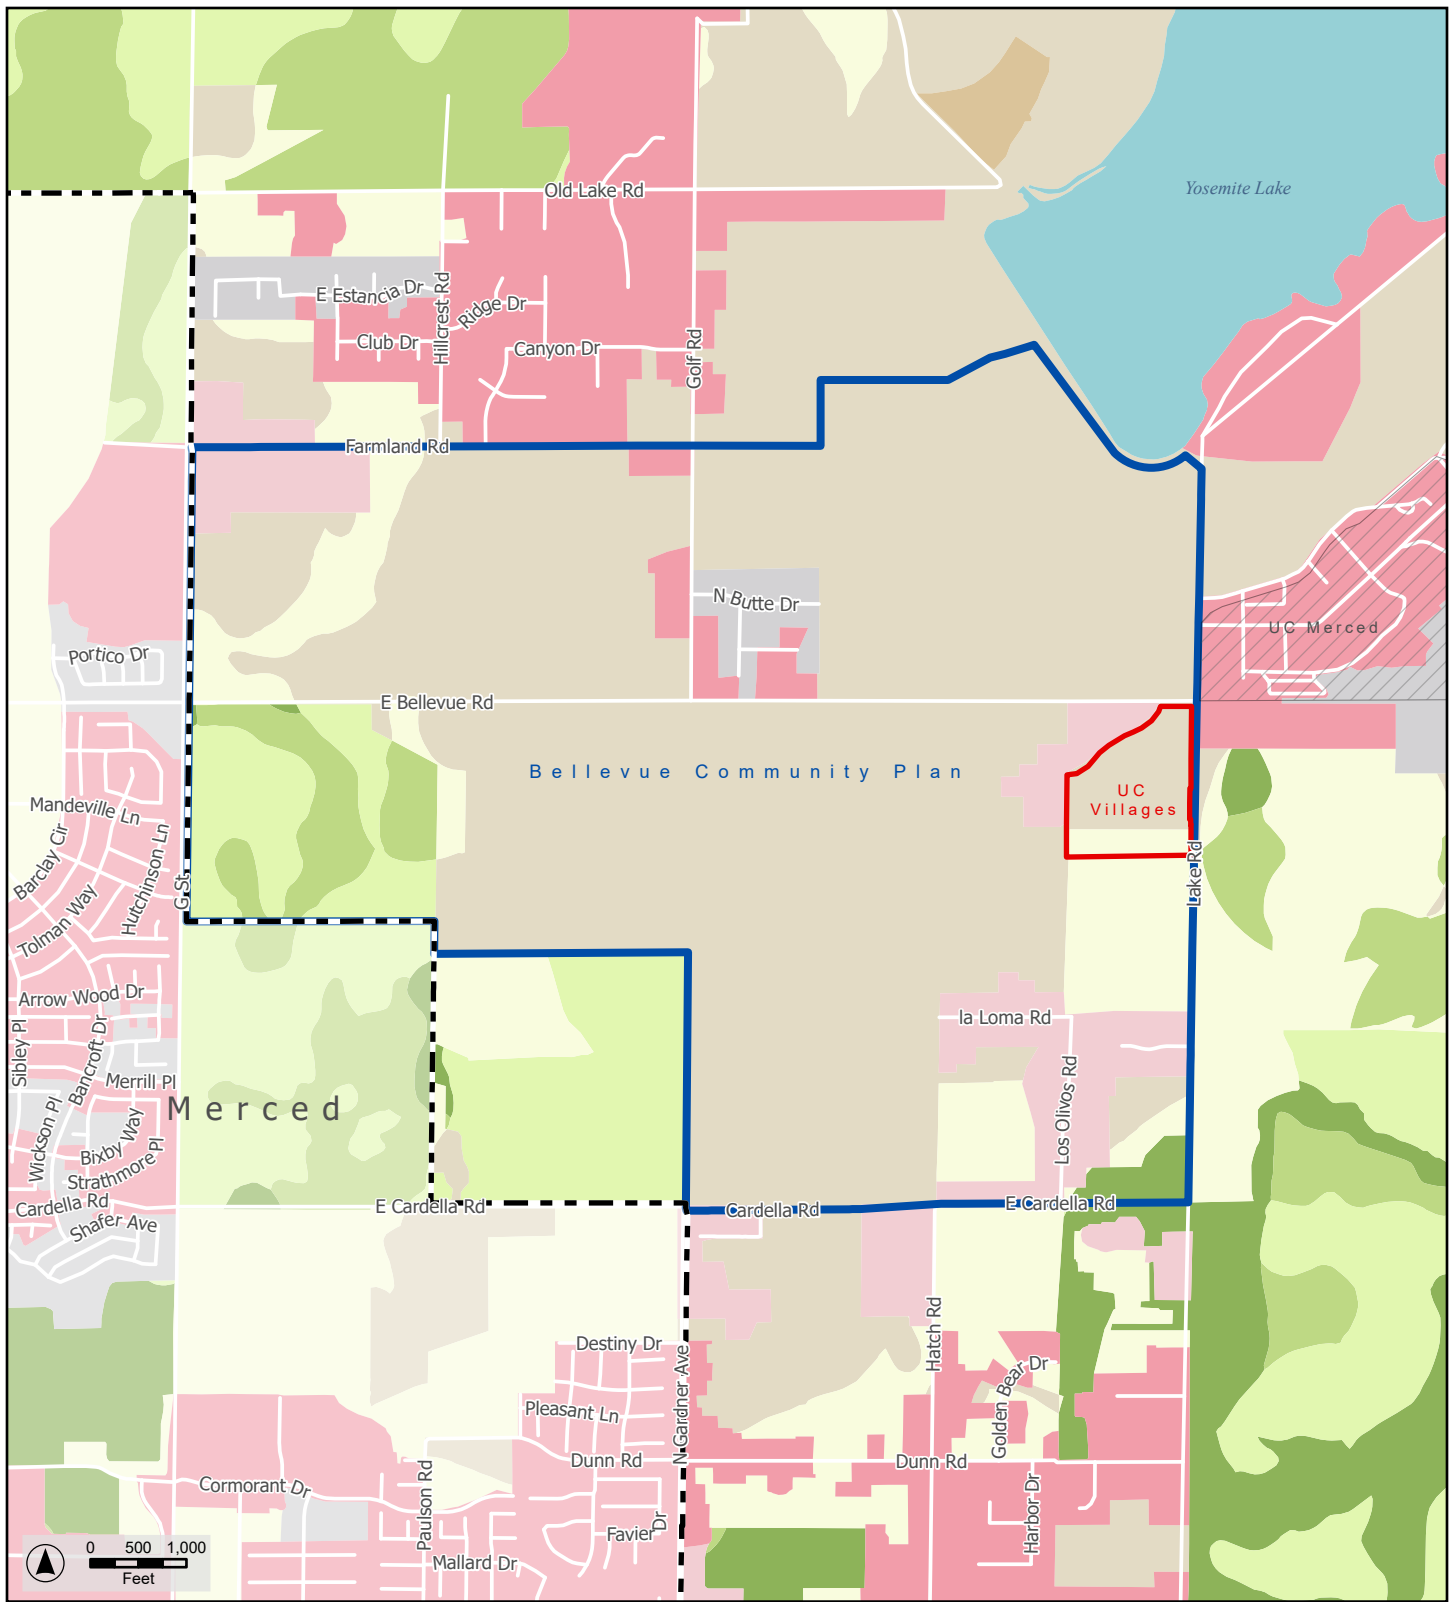 Yosemite Lake
Old Lake Rd
E Estancia Dr
Hillcrest Rd
Ridge Dr
Club Dr
Canyon Dr
Golf Rd
Farmland Rd
N Butte Dr
UC Merced
Portico Dr
E Bellevue Rd
Bellevue Community Plan
UC
Villages
Mandeville Ln
Barclay Cir
Hutchinson Ln
G St
Lake Rd
Tolman Way
Arrow Wood Dr
la Loma Rd
Sibley Pl
Bancroft Dr
Merrill Pl
Los Olivos Rd
Merced
Wickson Pl
Bixby Way
Strathmore Pl
Cardella Rd
E Cardella Rd
Cardella Rd
E Cardella Rd
Shafer Ave
Destiny Dr
Hatch Rd
N Gardner Ave
Golden Bear Dr
Pleasant Ln
Dunn Rd
Dunn Rd
Cormorant Dr
Paulson Rd
Harbor Dr
Favier Dr
Mallard Dr
0 500 1,000
Feet